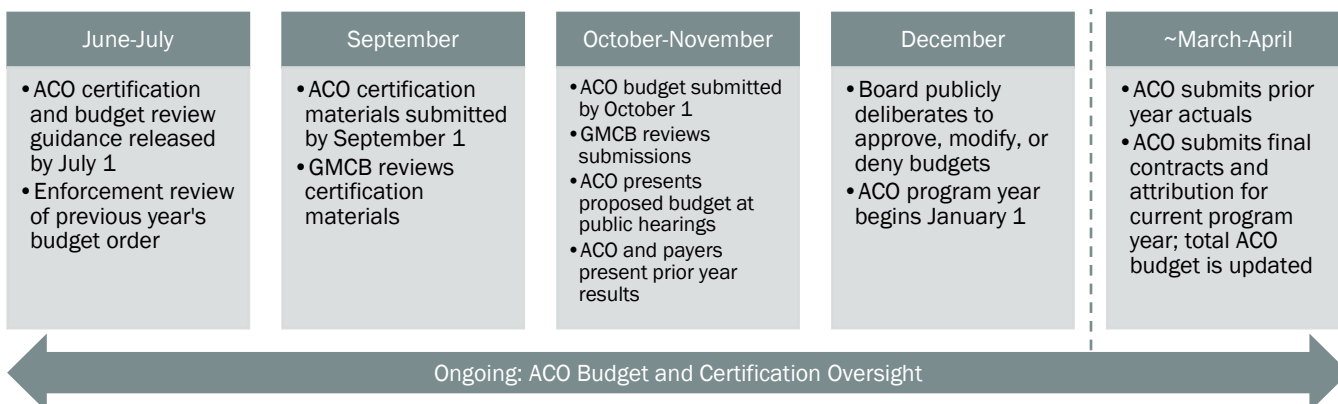 June-July
• ACO certification
and budget review
guidance released
by July 1
• Enforcement review
of previous year's
budget order
September
• ACO certification
materials submitted
by September 1
• GMCB reviews
certification
materials
October-November
• ACO budget submitted
by October 1
• GMCB reviews
submissions
• ACO presents
proposed budget at
public hearings
• ACO and payers
present prior year
results
December
• Board publicly
deliberates to
approve, modify, or
deny budgets
• ACO program year
begins January 1
~March-April
• ACO submits prior
year actuals
• ACO submits final
contracts and
attribution for
current program
year; total ACO
budget is updated
Ongoing: ACO Budget and Certification Oversight